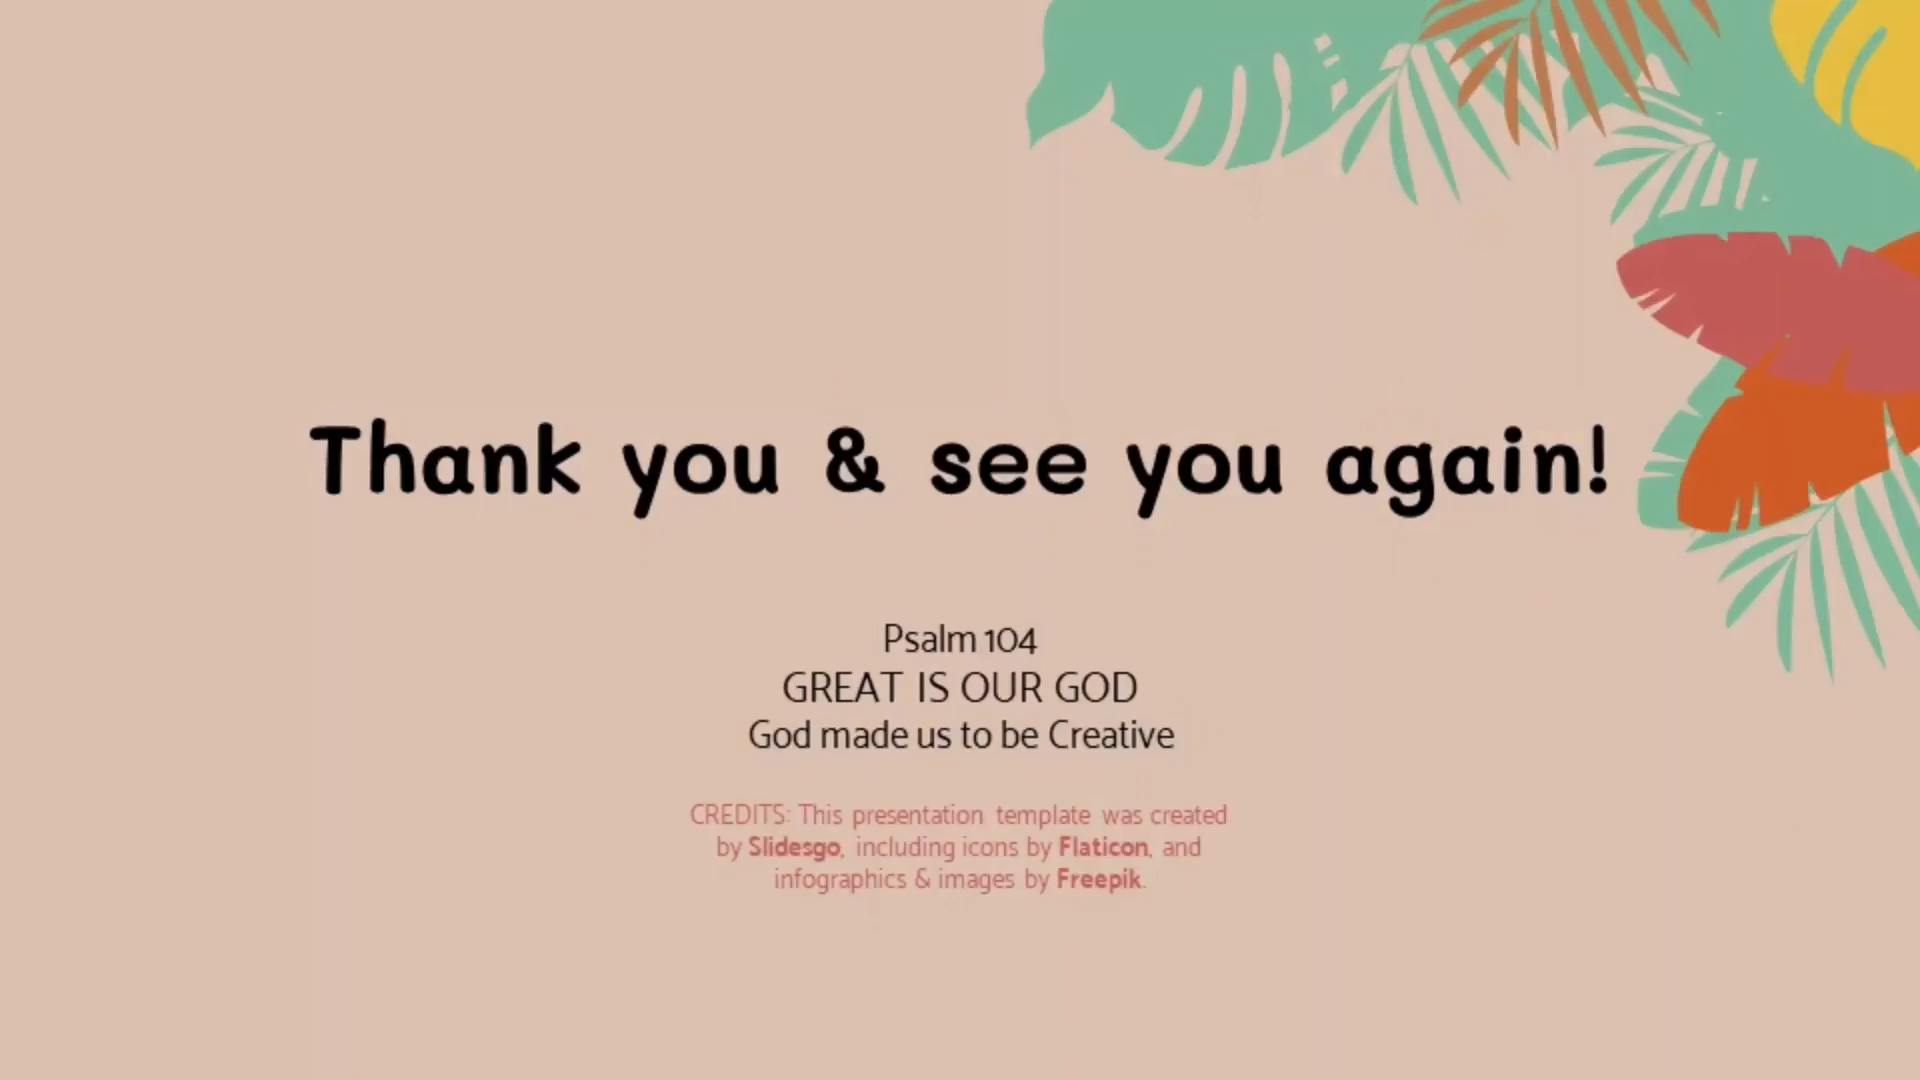 Thank you & see you again!
Psalm 104
GREAT IS OUR GOD
God made us to be Creative
CREDITS: This presentation template was created
by Slidesgo, including icons by Flaticon, and
infographics & images by Freepik.